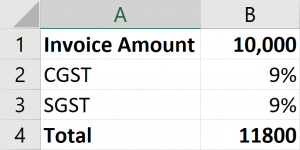 A B
1 Invoice Amount 10,000
2 CGST 9%
3 SGST 9%
4 Total 11800